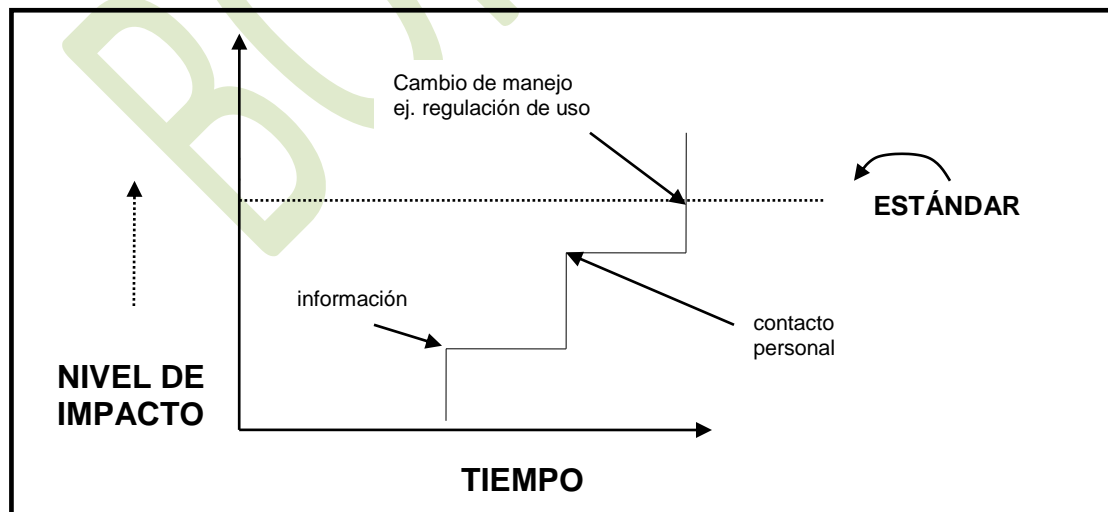 Cambio de manejo
ej. regulación de uso
ESTÁNDAR
información
contacto
personal
NIVEL DE
IMPACTO
TIEMPO